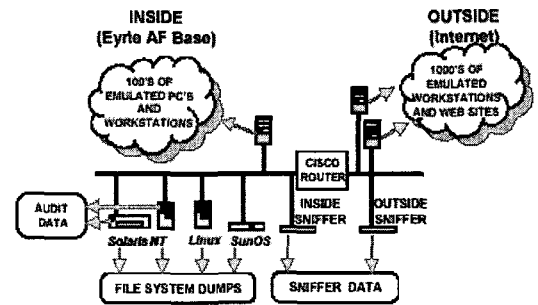 INSIDE
(Eyrie AF Base)
OUTSIDE
(Internet)
100'S OF
EMULATED PC'S
AND
WORKSTATIONS
1000'S OF
EMULATED
WORKSTATIONS
AND WEB SITES
CISCO
ROUTER
INSIDE
SNIFFER
OUTSIDE
SNIFFER
AUDIT
DATA
Solaris NT Linux SunOS
FILE SYSTEM DUMPS
SNIFFER DATA